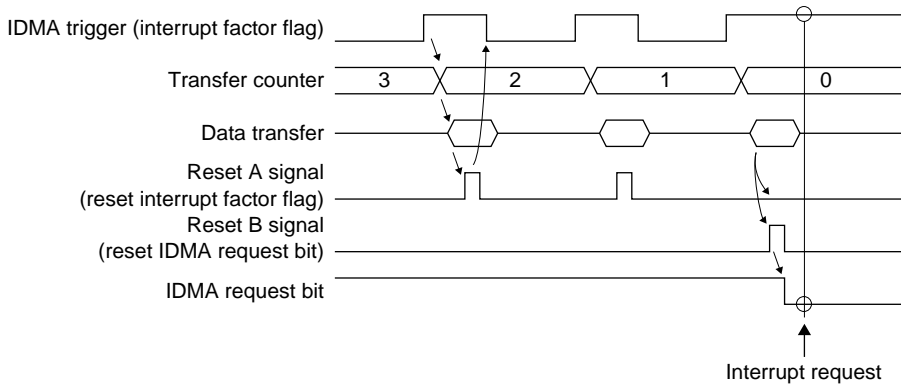 IDMA trigger (interrupt factor flag)
Transfer counter
3 2 1 0
Data transfer
Reset A signal
(reset interrupt factor flag)
Reset B signal
(reset IDMA request bit)
IDMA request bit
Interrupt request